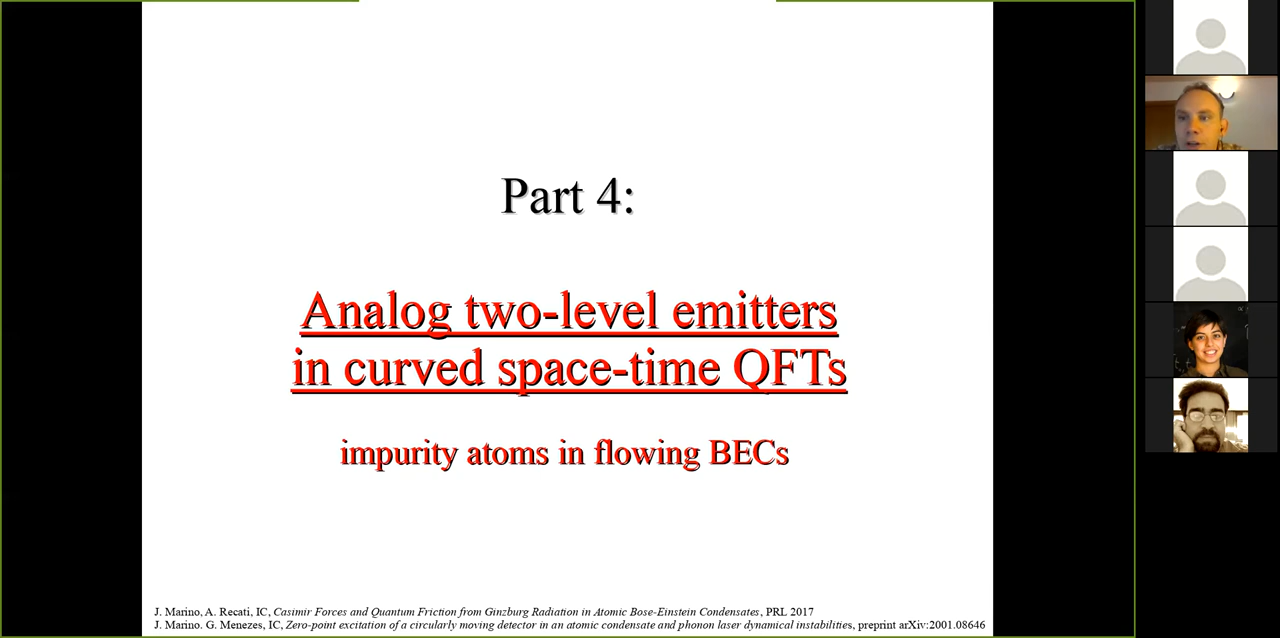 Part 4:
Analog two-level emitters
in curved space-time QFTs
impurity atoms in flowing BECs
J. Marino, A. Recati, IC, Casimir Forces and Quantum Friction from Ginzburg Radiation in Atomic Bose-Einstein Condensates, PRL 2017
J. Marino. G. Menezes, IC, Zero-point excitation of a circularly moving detector in an atomic condensate and phonon laser dynamical instabilities, preprint arXiv:2001.08646